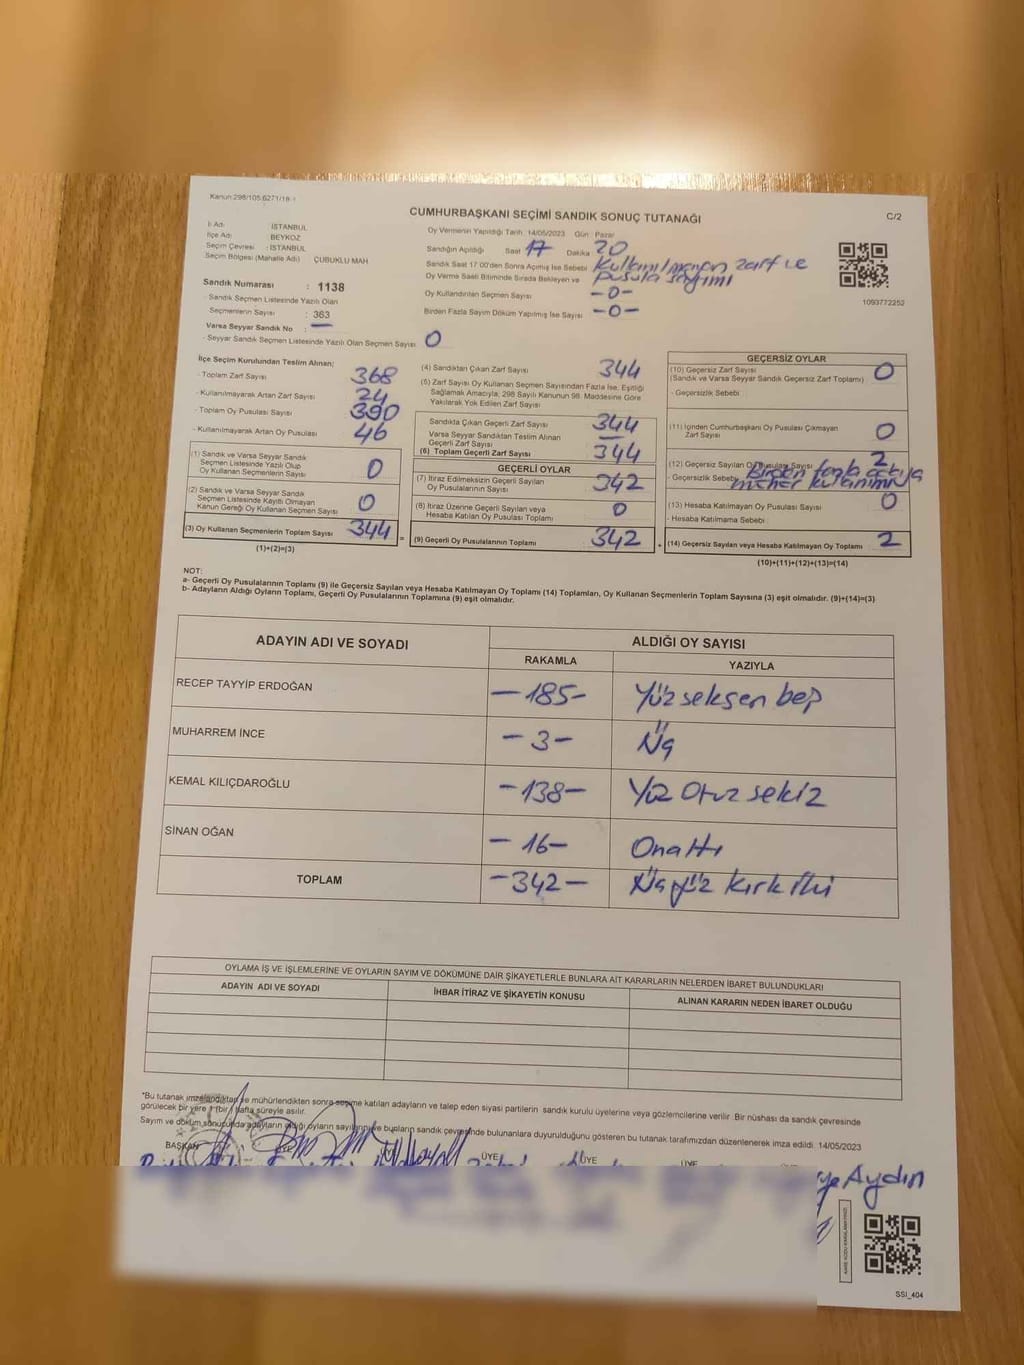 Kanun:298/105,6271/18-1
CUMHURBAŞKANI SEÇİMİ SANDIK SONUÇ TUTANAĞI
C/2
İl Adı : İSTANBUL
İlçe Adı : BEYKOZ
Seçim Çevresi : İSTANBUL
Seçim Bölgesi (Mahalle Adı) ÇUBUKLU MAH
Oy Vermenin Yapıldığı Tarih :14/05/2023 Gün : Pazar
Sandığın Açıldığı Saat 17 Dakika 20
Sandık Saat 17:00'den Sonra Açılmış İse Sebebi Kullanılmayan zarf ve
Oy Verme Saati Bitiminde Sırada Bekleyen ve pusula sayımı
Oy Kullandırılan Seçmen Sayısı -0-
Birden Fazla Sayım Döküm Yapılmış İse Sayısı -0-
1093772252
Sandık Numarası : 1138
- Sandık Seçmen Listesinde Yazılı Olan
Seçmenlerin Sayısı : 363
Varsa Seyyar Sandık No : —
- Seyyar Sandık Seçmen Listesinde Yazılı Olan Seçmen Sayısı: 0
İlçe Seçim Kurulundan Teslim Alınan:
- Toplam Zarf Sayısı 368
- Kullanılmayarak Artan Zarf Sayısı 24
- Toplam Oy Pusulası Sayısı 390
- Kullanılmayarak Artan Oy Pusulası 46
(1) Sandık ve Varsa Seyyar Sandık
Seçmen Listesinde Yazılı Olup
Oy Kullanan Seçmenlerin Sayısı 0
(2) Sandık ve Varsa Seyyar Sandık
Seçmen Listesinde Kayıtlı Olmayan
Kanun Gereği Oy Kullanan Seçmen Sayısı 0
(3) Oy Kullanan Seçmenlerin Toplam Sayısı 344
(1)+(2)=(3)
(4) Sandıktan Çıkan Zarf Sayısı 344
(5) Zarf Sayısı Oy Kullanan Seçmen Sayısından Fazla İse, Eşitliği
Sağlamak Amacıyla, 298 Sayılı Kanunun 98. Maddesine Göre
Yakılarak Yok Edilen Zarf Sayısı
Sandıkta Çıkan Geçerli Zarf Sayısı 344
Varsa Seyyar Sandıktan Teslim Alınan
Geçerli Zarf Sayısı —
(6) Toplam Geçerli Zarf Sayısı 344
GEÇERLİ OYLAR
(7) İtiraz Edilmeksizin Geçerli Sayılan
Oy Pusulalarının Sayısı 342
(8) İtiraz Üzerine Geçerli Sayılan veya
Hesaba Katılan Oy Pusulası Toplamı 0
= (9) Geçerli Oy Pusulalarının Toplamı 342
GEÇERSİZ OYLAR
(10) Geçersiz Zarf Sayısı 0
(Sandık ve Varsa Seyyar Sandık Geçersiz Zarf Toplamı)
- Geçersizlik Sebebi
(11) İçinden Cumhurbaşkanı Oy Pusulası Çıkmayan
Zarf Sayısı 0
(12) Geçersiz Sayılan Oy Pusulası Sayısı 2
- Geçersizlik Sebebi Birden fazla adaya
mühür kullanımı
(13) Hesaba Katılmayan Oy Pusulası Sayısı 0
- Hesaba Katılmama Sebebi
+ (14) Geçersiz Sayılan veya Hesaba Katılmayan Oy Toplamı 2
(10)+(11)+(12)+(13)=(14)
NOT:
a- Geçerli Oy Pusulalarının Toplamı (9) ile Geçersiz Sayılan veya Hesaba Katılmayan Oy Toplamı (14) Toplamları, Oy Kullanan Seçmenlerin Toplam Sayısına (3) eşit olmalıdır. (9)+(14)=(3)
b- Adayların Aldığı Oyların Toplamı, Geçerli Oy Pusulalarının Toplamına (9) eşit olmalıdır.
ADAYIN ADI VE SOYADI ALDIĞI OY SAYISI
RAKAMLA YAZIYLA
RECEP TAYYİP ERDOĞAN -185- Yüz seksen beş
MUHARREM İNCE -3- Üç
KEMAL KILIÇDAROĞLU -138- Yüz Otuz sekiz
SİNAN OĞAN -16- Onaltı
TOPLAM -342- Üçyüz kırk iki
OYLAMA İŞ VE İŞLEMLERİNE VE OYLARIN SAYIM VE DÖKÜMÜNE DAİR ŞİKAYETLERLE BUNLARA AİT KARARLARIN NELERDEN İBARET BULUNDUKLARI
ADAYIN ADI VE SOYADI İHBAR İTİRAZ VE ŞİKAYETİN KONUSU ALINAN KARARIN NEDEN İBARET OLDUĞU
*Bu tutanak imzalandıktan ve mühürlendikten sonra seçime katılan adayların ve talep eden siyasi partilerin sandık kurulu üyelerine veya gözlemcilerine verilir. Bir nüshası da sandık çevresinde
görülecek bir yere 1 (bir) hafta süreyle asılır.
Sayım ve döküm sonucunda adayların aldığı oyların sayılarını ve bunların sandık çevresinde bulunanlara duyurulduğunu gösteren bu tutanak tarafımızdan düzenlenerek imza edildi. 14/05/2023
BAŞKAN ÜYE ÜYE ÜYE ÜYE ÜYE
Aydın
KARE KODU KARALAMAYINIZ!
SSİ_404